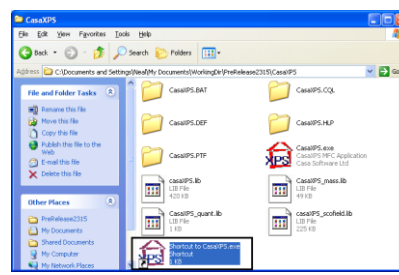 CasaXPS
File Edit View Favorites Tools Help
Back Search Folders
Address C:\Documents and Settings\Neal\My Documents\WorkingDir\PreRelease2315\CasaXPS Go
File and Folder Tasks
Rename this file
Move this file
Copy this file
Publish this file to the Web
E-mail this file
Delete this file
Other Places
PreRelease2315
My Documents
Shared Documents
My Computer
My Network Places
CasaXPS.BAT
CasaXPS.CQL
CasaXPS.DEF
CasaXPS.HLP
CasaXPS.PTF
XPS
CasaXPS.exe
CasaXPS MFC Application
Casa Software Ltd
casaXPS.lib
LIB File
420 KB
CasaXPS_mass.lib
LIB File
49 KB
CasaXPS_quant.lib
LIB File
1 KB
casaXPS_scofield.lib
LIB File
225 KB
XPS
Shortcut to CasaXPS.exe
Shortcut
1 KB